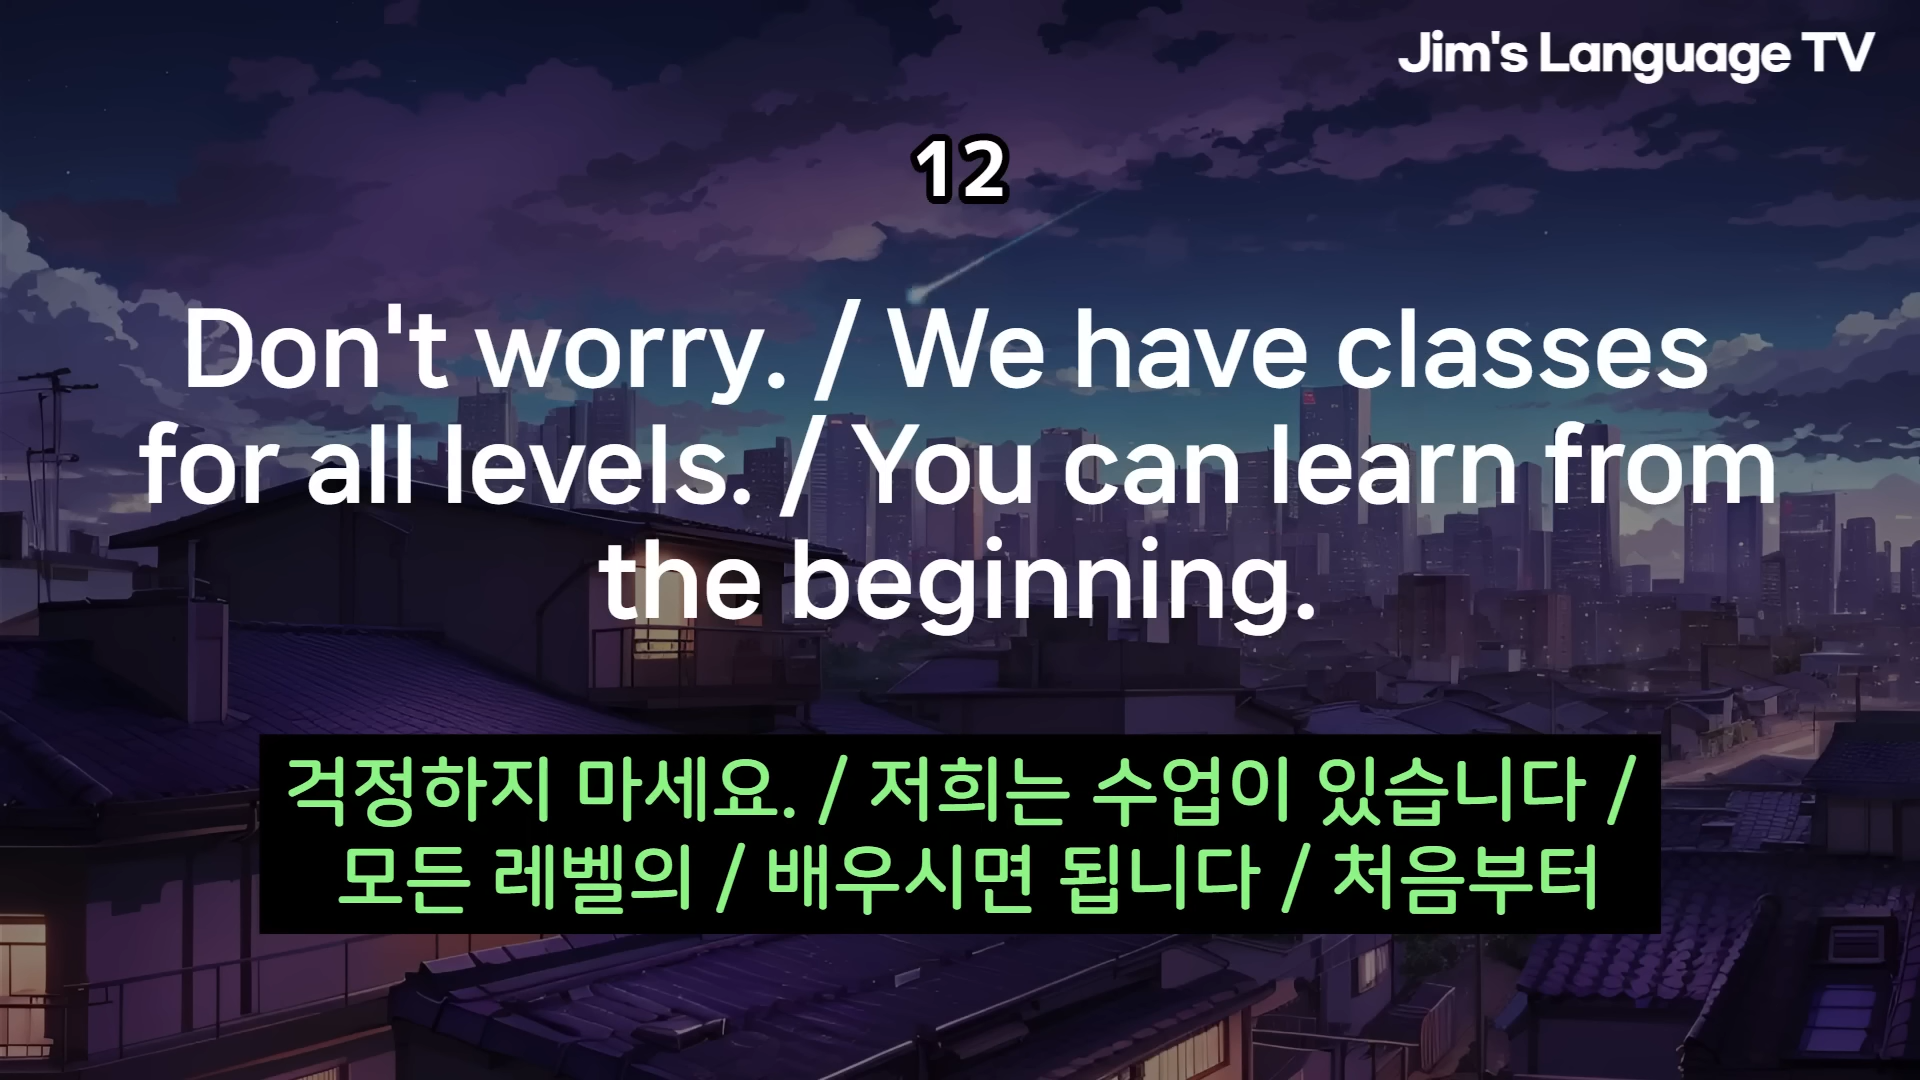 Jim's Language TV
12
Don't worry. / We have classes
for all levels. / You can learn from
the beginning.
걱정하지 마세요. / 저희는 수업이 있습니다 /
모든 레벨의 / 배우시면 됩니다 / 처음부터